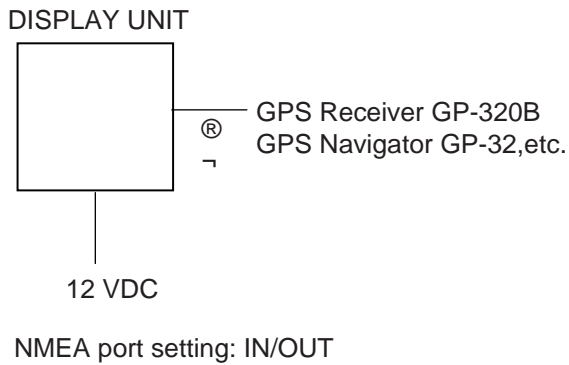 DISPLAY UNIT
GPS Receiver GP-320B
®
GPS Navigator GP-32,etc.
¬
12 VDC
NMEA port setting: IN/OUT